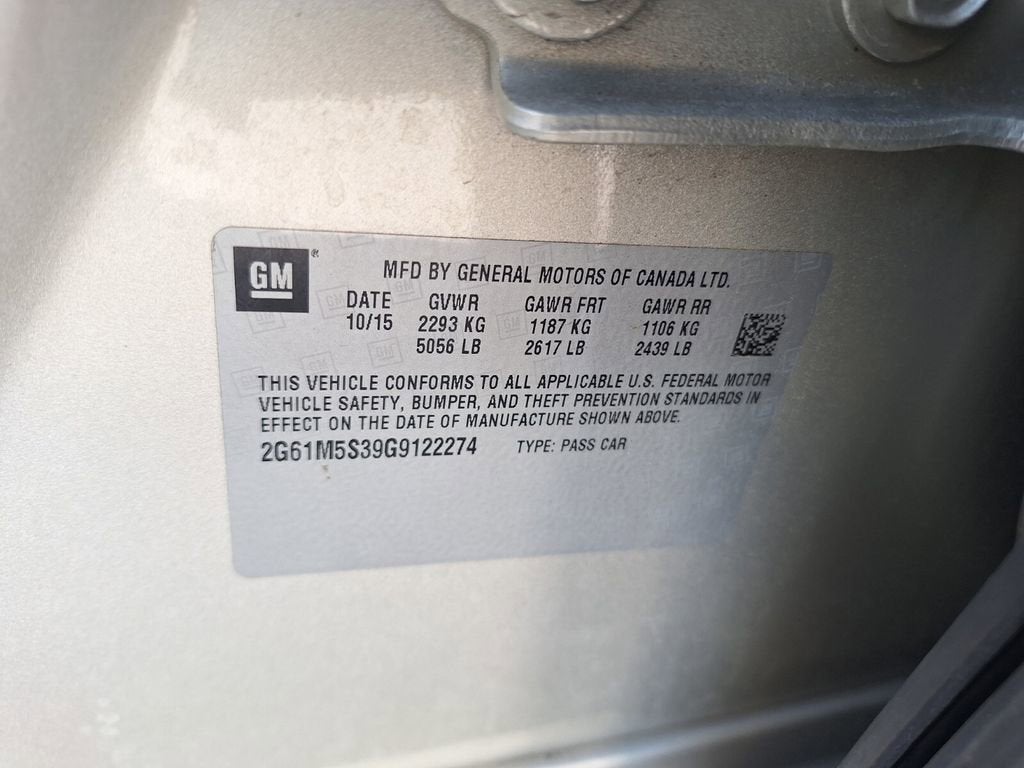 GM®
MFD BY GENERAL MOTORS OF CANADA LTD.
DATE GVWR GAWR FRT GAWR RR
10/15 2293 KG 1187 KG 1106 KG
5056 LB 2617 LB 2439 LB
THIS VEHICLE CONFORMS TO ALL APPLICABLE U.S. FEDERAL MOTOR
VEHICLE SAFETY, BUMPER, AND THEFT PREVENTION STANDARDS IN
EFFECT ON THE DATE OF MANUFACTURE SHOWN ABOVE.
2G61M5S39G9122274 TYPE: PASS CAR